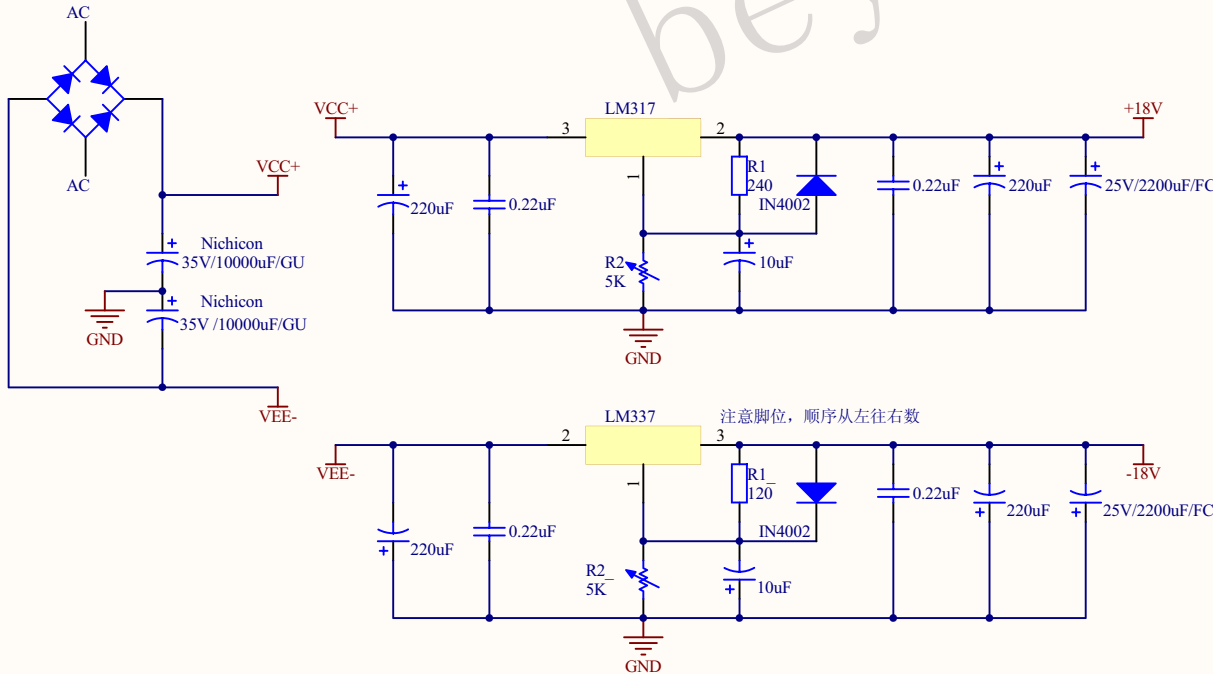 bey
AC
AC
VCC+
Nichicon
35V/10000uF/GU
Nichicon
35V /10000uF/GU
GND
VEE-
VCC+
LM317
3
2
1
+18V
220uF
0.22uF
R1
240
IN4002
0.22uF
220uF
25V/2200uF/FC
R2
5K
10uF
GND
LM337
注意脚位，顺序从左往右数
VEE-
2
3
1
-18V
220uF
0.22uF
R1_
120
IN4002
0.22uF
220uF
25V/2200uF/FC
R2_
5K
10uF
GND